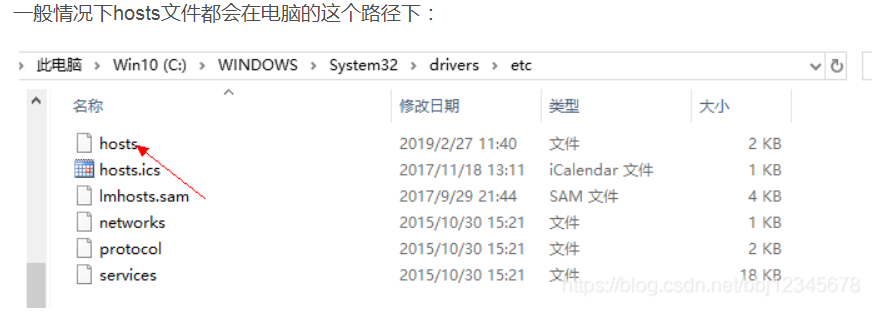 一般情况下hosts文件都会在电脑的这个路径下：
› 此电脑 › Win10 (C:) › WINDOWS › System32 › drivers › etc
名称 修改日期 类型 大小
hosts 2019/2/27 11:40 文件 2 KB
hosts.ics 2017/11/18 13:11 iCalendar 文件 1 KB
lmhosts.sam 2017/9/29 21:44 SAM 文件 4 KB
networks 2015/10/30 15:21 文件 1 KB
protocol 2015/10/30 15:21 文件 2 KB
services 2015/10/30 15:21 文件 18 KB
https://blog.csdn.net/bbj12345678